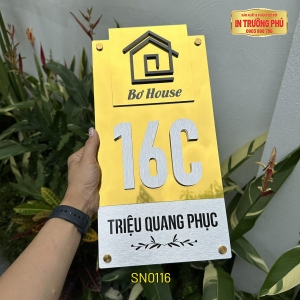 IN TRƯỜNG PHÚ
Bơ House
16C
TRIỆU QUANG PHỤC
SN0116